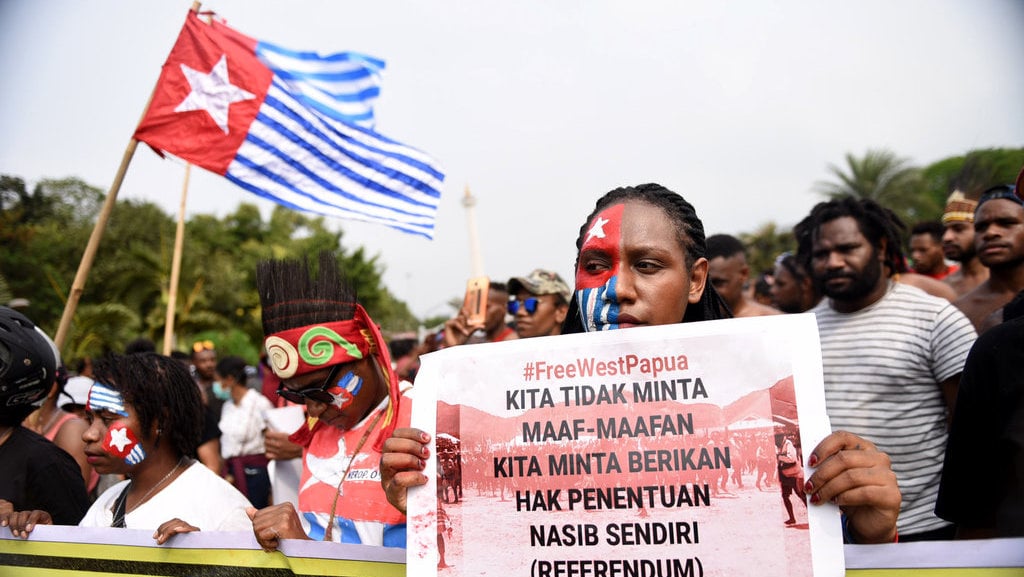 #FreeWestPapua
KITA TIDAK MINTA
MAAF-MAAFAN
KITA MINTA BERIKAN
HAK PENENTUAN
NASIB SENDIRI
(REFERENDUM)